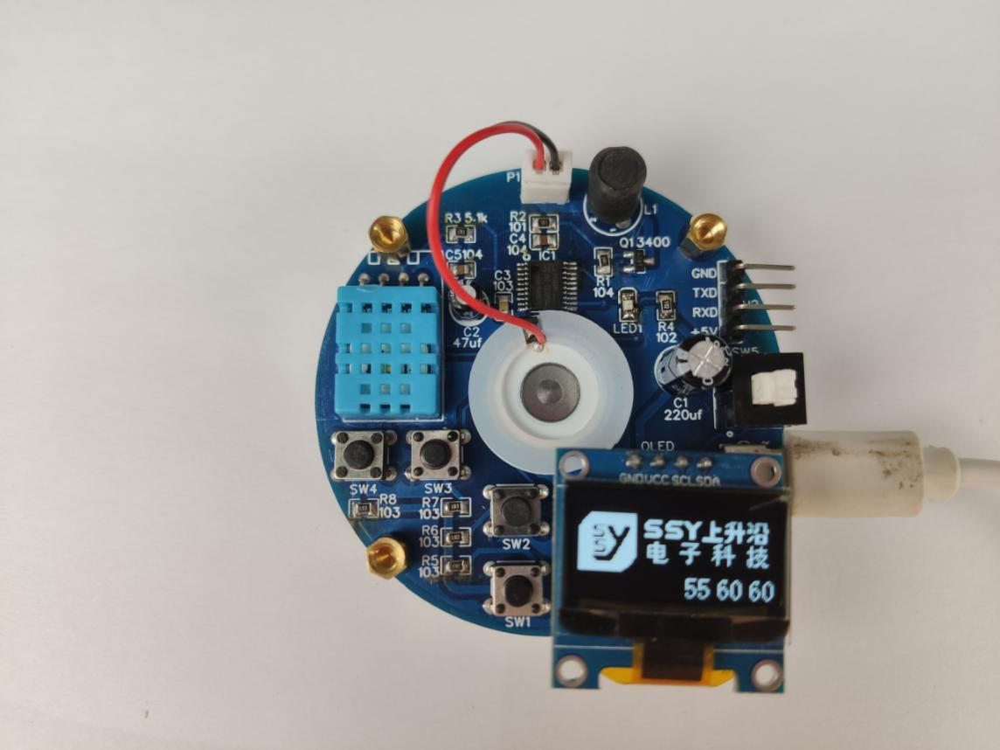 P1
L1
R3 5.1k
R2
101
C4
104
IC1
C5104
C3
103
C2
47uf
Q1 3400
R1
104
LED1
R4
102
GND
TXD
RXD
+5V
SW5
C1
220uf
OLED
GND VCC SCL SDA
SW4
SW3
R8
103
R7
103
R6
103
R5
103
SW2
SW1
SSY上升沿
电子科技
55 60 60